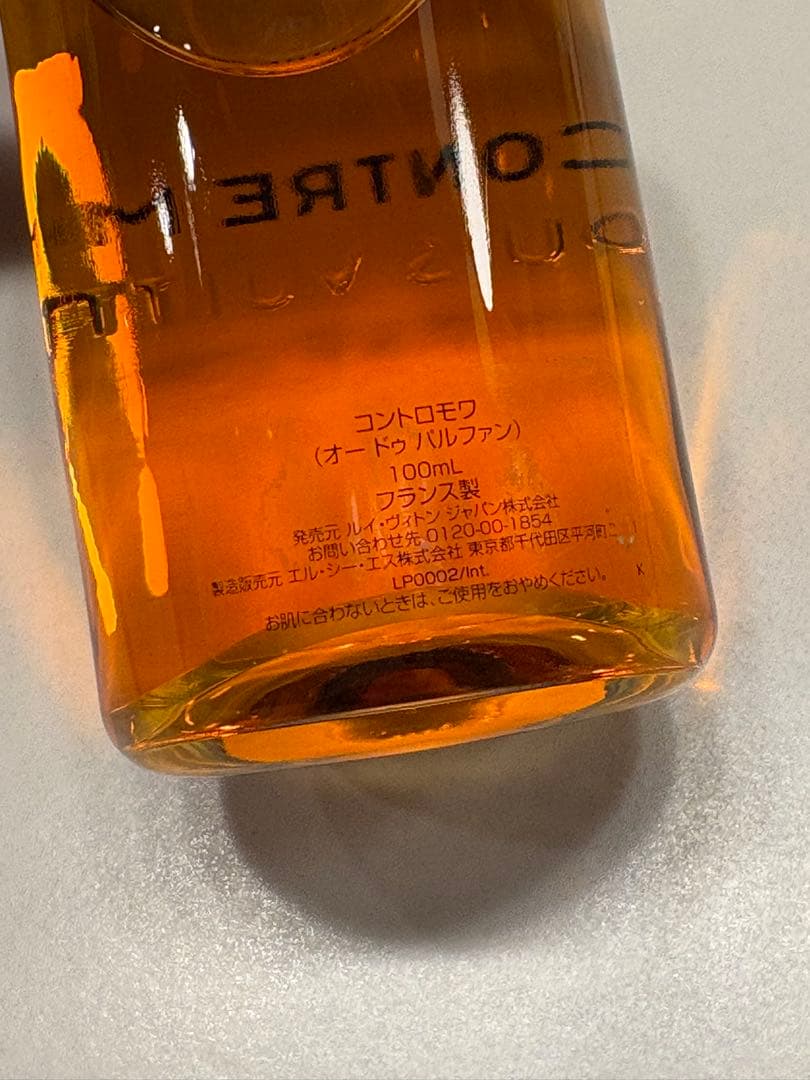 CONTRE M
OU VUITT
コントロモワ
(オー ドゥ パルファン)
100mL
フランス製
発売元 ルイ・ヴィトン ジャパン株式会社
お問い合わせ先 0120-00-1854
製造販売元 エル・シー・エス株式会社 東京都千代田区平河町
LP0002/Int.
お肌に合わないときは、ご使用をおやめください。
K